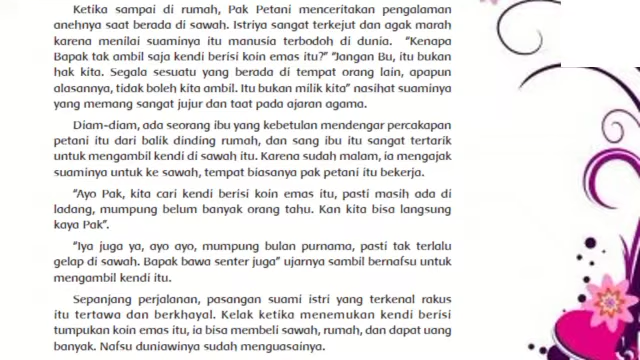 Ketika sampai di rumah, Pak Petani menceritakan pengalaman
anehnya saat berada di sawah. Istriya sangat terkejut dan agak marah
karena menilai suaminya itu manusia terbodoh di dunia. “Kenapa
Bapak tak ambil saja kendi berisi koin emas itu?” “Jangan Bu, itu bukan
hak kita. Segala sesuatu yang berada di tempat orang lain, apapun
alasannya, tidak boleh kita ambil. Itu bukan milik kita” nasihat suaminya
yang memang sangat jujur dan taat pada ajaran agama.
Diam-diam, ada seorang ibu yang kebetulan mendengar percakapan
petani itu dari balik dinding rumah, dan sang ibu itu sangat tertarik
untuk mengambil kendi di sawah itu. Karena sudah malam, ia mengajak
suaminya untuk ke sawah, tempat biasanya pak petani itu bekerja.
“Ayo Pak, kita cari kendi berisi koin emas itu, pasti masih ada di
ladang, mumpung belum banyak orang tahu. Kan kita bisa langsung
kaya Pak”.
“Iya juga ya, ayo ayo, mumpung bulan purnama, pasti tak terlalu
gelap di sawah. Bapak bawa senter juga” ujarnya sambil bernafsu untuk
mengambil kendi itu.
Sepanjang perjalanan, pasangan suami istri yang terkenal rakus
itu tertawa dan berkhayal. Kelak ketika menemukan kendi berisi
tumpukan koin emas itu, ia bisa membeli sawah, rumah, dan dapat uang
banyak. Nafsu duniawinya sudah menguasainya.